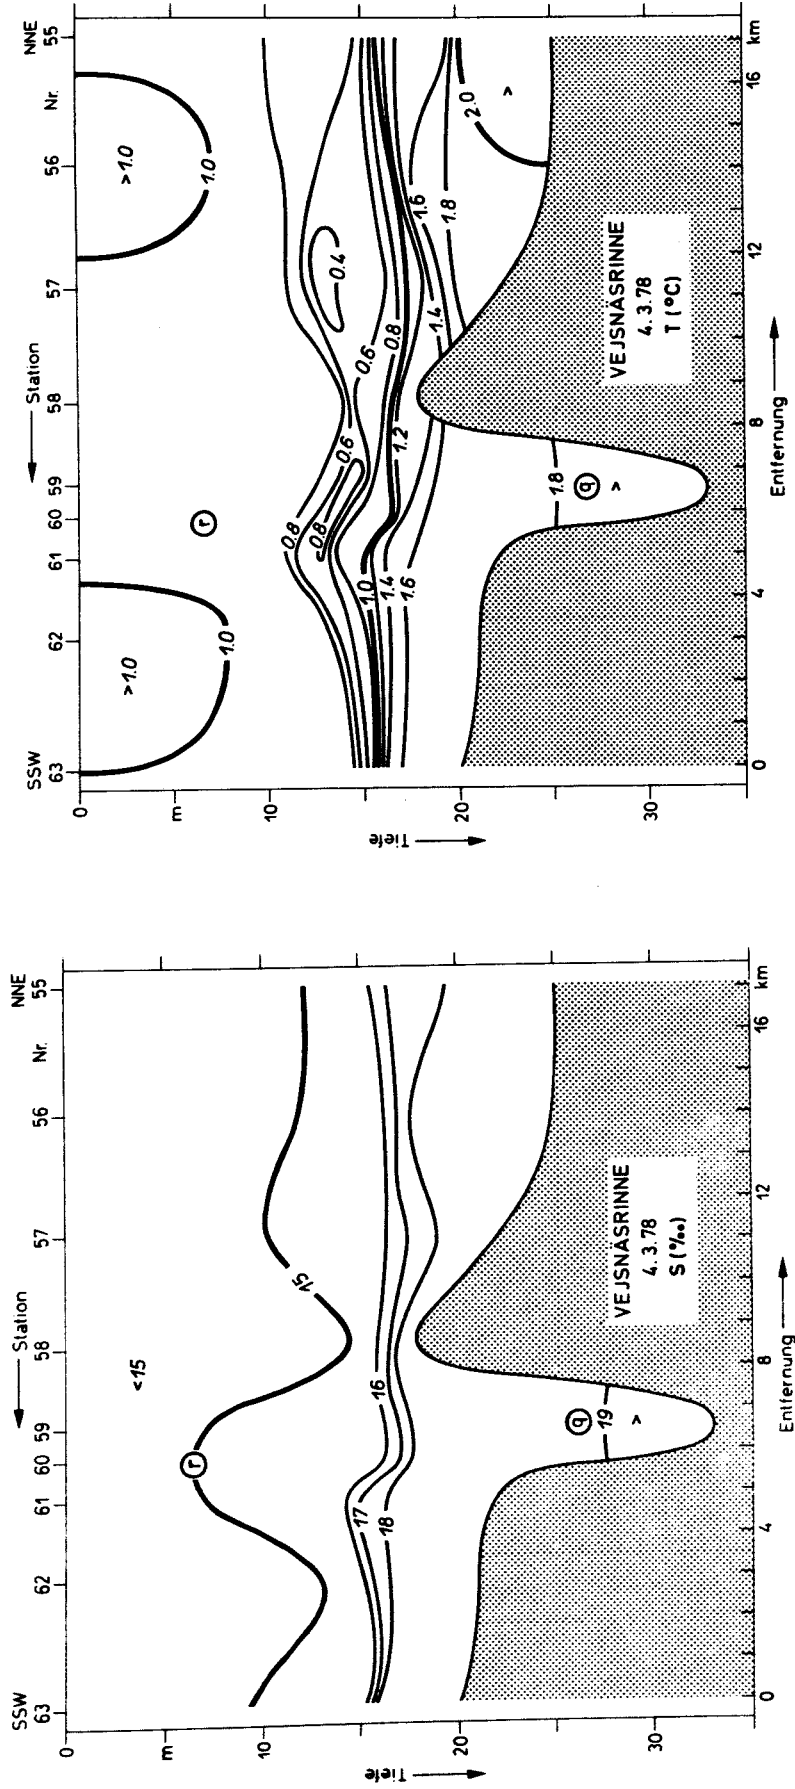 ← Station
SSW 63 62 61 60 59 58 57 56 Nr. 55 NNE
0
m
10
20
30
Tiefe →
<15
r
15
16
17
18
q
19
>
VEJSNÄSRINNE
4.3.78
S (‰)
0 4 8 12 16 km
Entfernung →
← Station
SSW 63 62 61 60 59 58 57 56 Nr. 55 NNE
0
m
10
20
30
Tiefe →
>1.0
1.0
r
>1.0
1.0
0.8
0.8
0.6
0.6
0.4
0.8
1.0
1.2
1.4
1.6
1.4
1.6
1.8
2.0
>
1.8
q
>
VEJSNÄSRINNE
4.3.78
T (°C)
0 4 8 12 16 km
Entfernung →